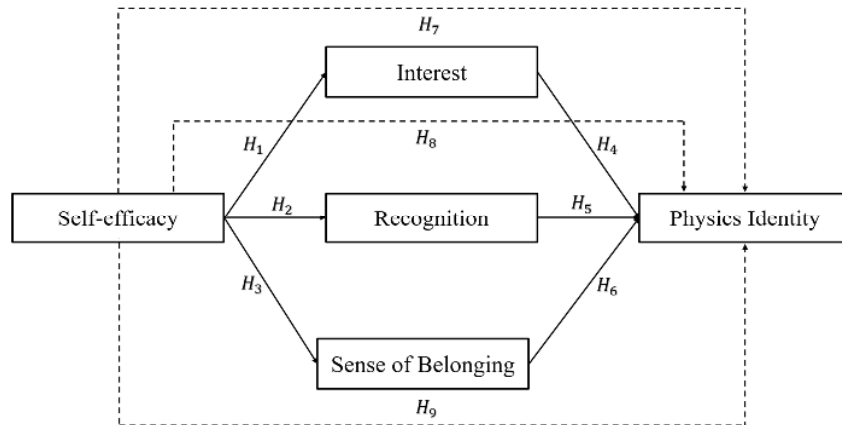 H₇
Interest
H₁
H₈
H₄
Self-efficacy
H₂
Recognition
H₅
Physics Identity
H₃
H₆
Sense of Belonging
H₉